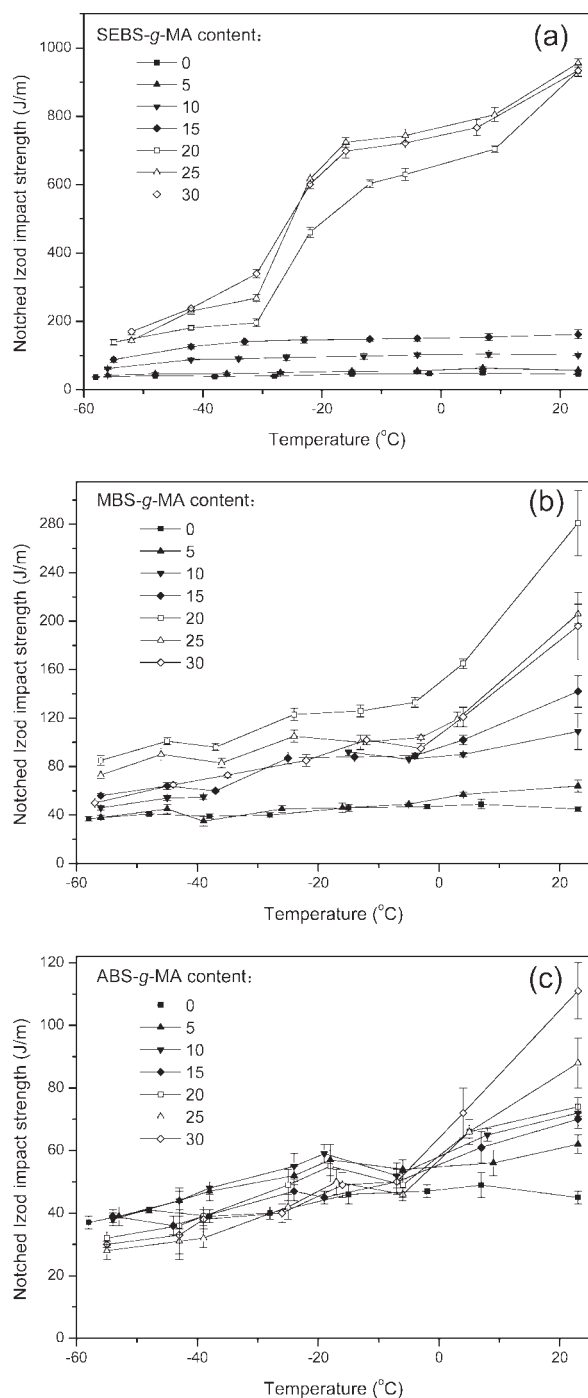 (a)
SEBS-g-MA content：
0
5
10
15
20
25
30
Notched Izod impact strength (J/m)
1000
800
600
400
200
0
-60 -40 -20 0 20
Temperature (°C)
(b)
MBS-g-MA content：
0
5
10
15
20
25
30
Notched Izod impact strength (J/m)
280
240
200
160
120
80
40
0
-60 -40 -20 0 20
Temperature (°C)
(c)
ABS-g-MA content：
0
5
10
15
20
25
30
Notched Izod impact strength (J/m)
120
100
80
60
40
20
0
-60 -40 -20 0 20
Temperature (°C)